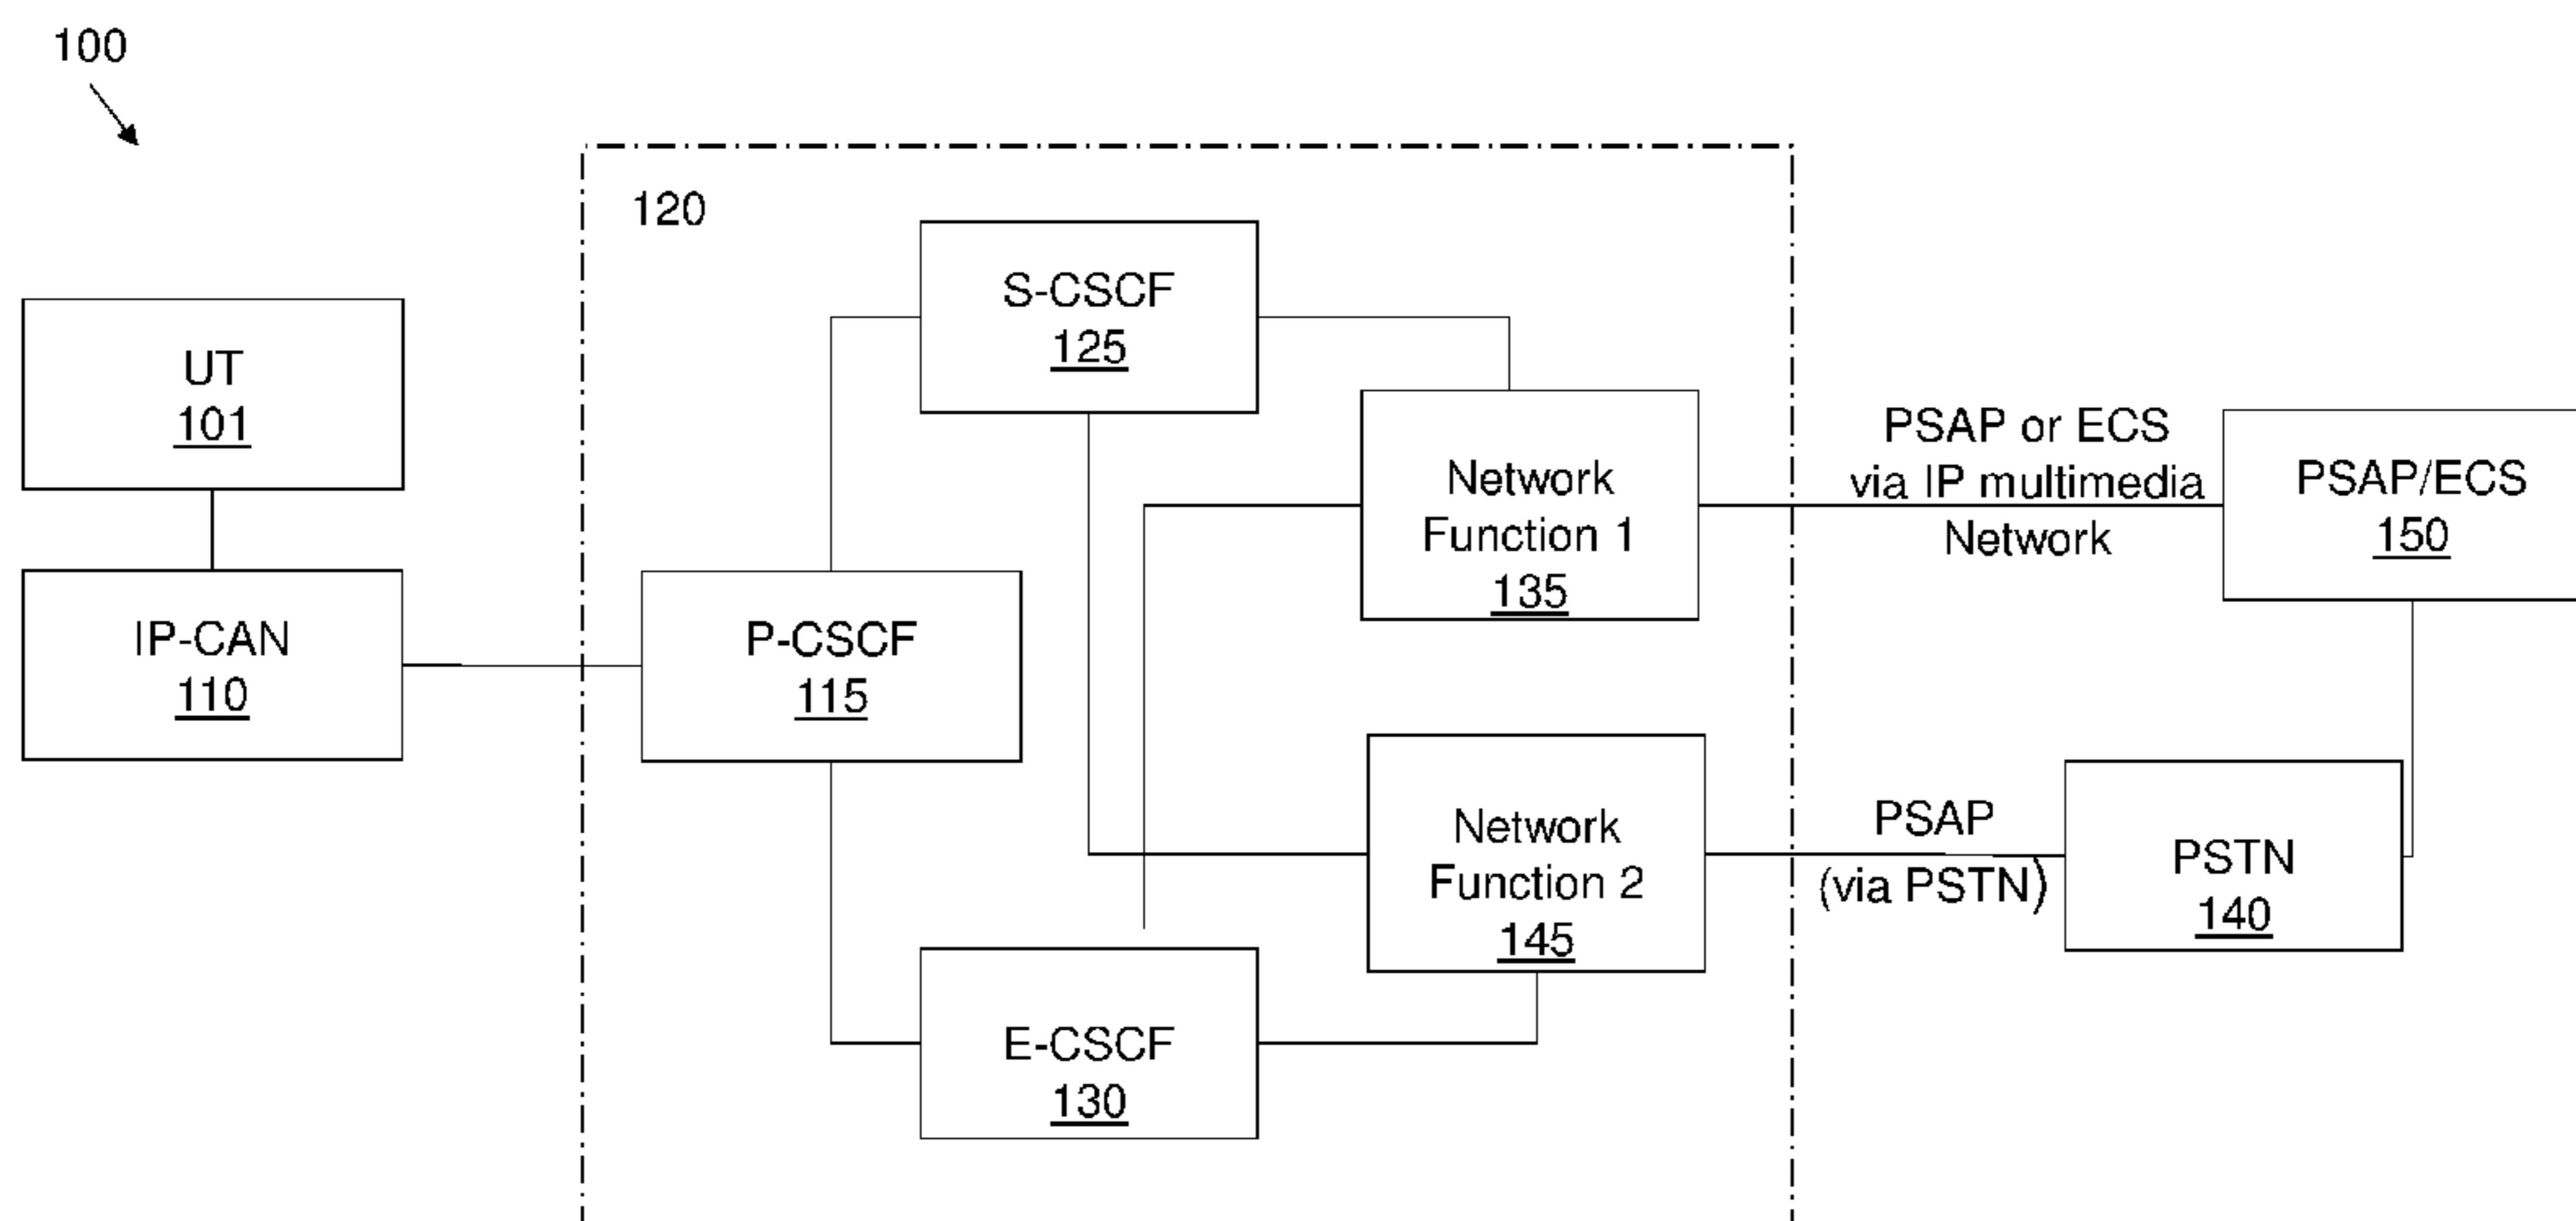 100
120
S-CSCF
125
UT
101
IP-CAN
110
P-CSCF
115
Network
Function 1
135
PSAP or ECS
via IP multimedia
Network
PSAP/ECS
150
Network
Function 2
145
PSAP
(via PSTN)
PSTN
140
E-CSCF
130